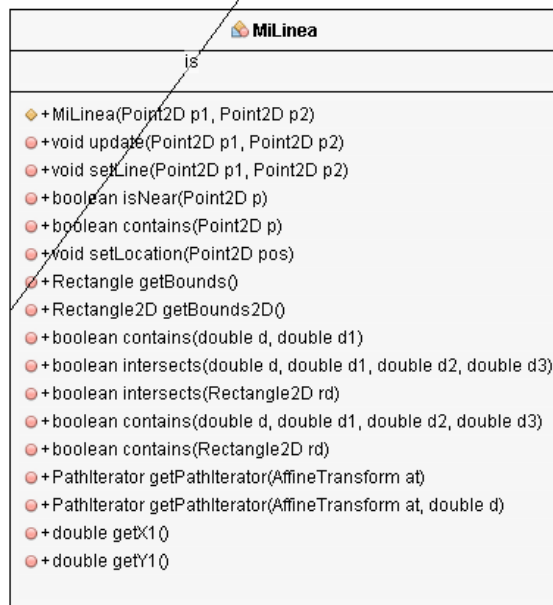 MiLinea
is
+MiLinea(Point2D p1, Point2D p2)
+void update(Point2D p1, Point2D p2)
+void setLine(Point2D p1, Point2D p2)
+boolean isNear(Point2D p)
+boolean contains(Point2D p)
+void setLocation(Point2D pos)
+Rectangle getBounds()
+Rectangle2D getBounds2D()
+boolean contains(double d, double d1)
+boolean intersects(double d, double d1, double d2, double d3)
+boolean intersects(Rectangle2D rd)
+boolean contains(double d, double d1, double d2, double d3)
+boolean contains(Rectangle2D rd)
+PathIterator getPathIterator(AffineTransform at)
+PathIterator getPathIterator(AffineTransform at, double d)
+double getX1()
+double getY1()